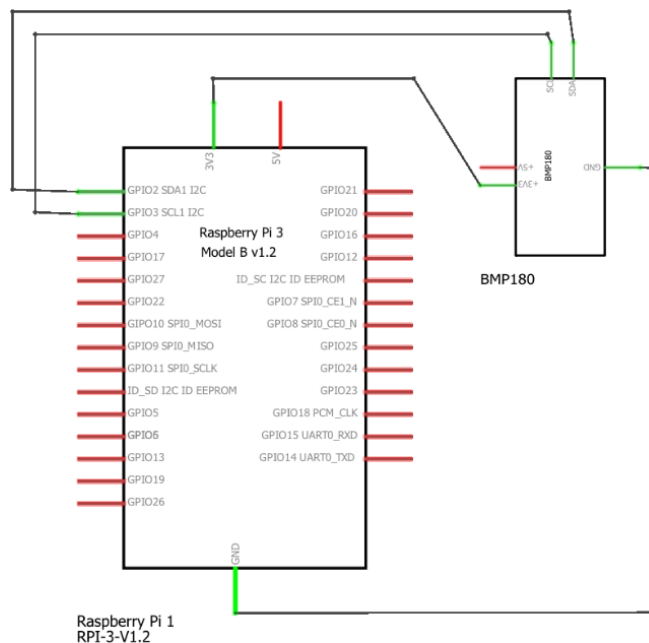 SCL
SDA
3V3
5V
+5V
+3V3
GND
BMP180
BMP180
GPIO2 SDA1 I2C
GPIO3 SCL1 I2C
GPIO4
GPIO17
GPIO27
GPIO22
GIPO10 SPI0_MOSI
GPIO9 SPI0_MISO
GPIO11 SPI0_SCLK
ID_SD I2C ID EEPROM
GPIO5
GPIO6
GPIO13
GPIO19
GPIO26
Raspberry Pi 3
Model B v1.2
GPIO21
GPIO20
GPIO16
GPIO12
ID_SC I2C ID EEPROM
GPIO7 SPI0_CE1_N
GPIO8 SPI0_CE0_N
GPIO25
GPIO24
GPIO23
GPIO18 PCM_CLK
GPIO15 UART0_RXD
GPIO14 UART0_TXD
GND
Raspberry Pi 1
RPI-3-V1.2